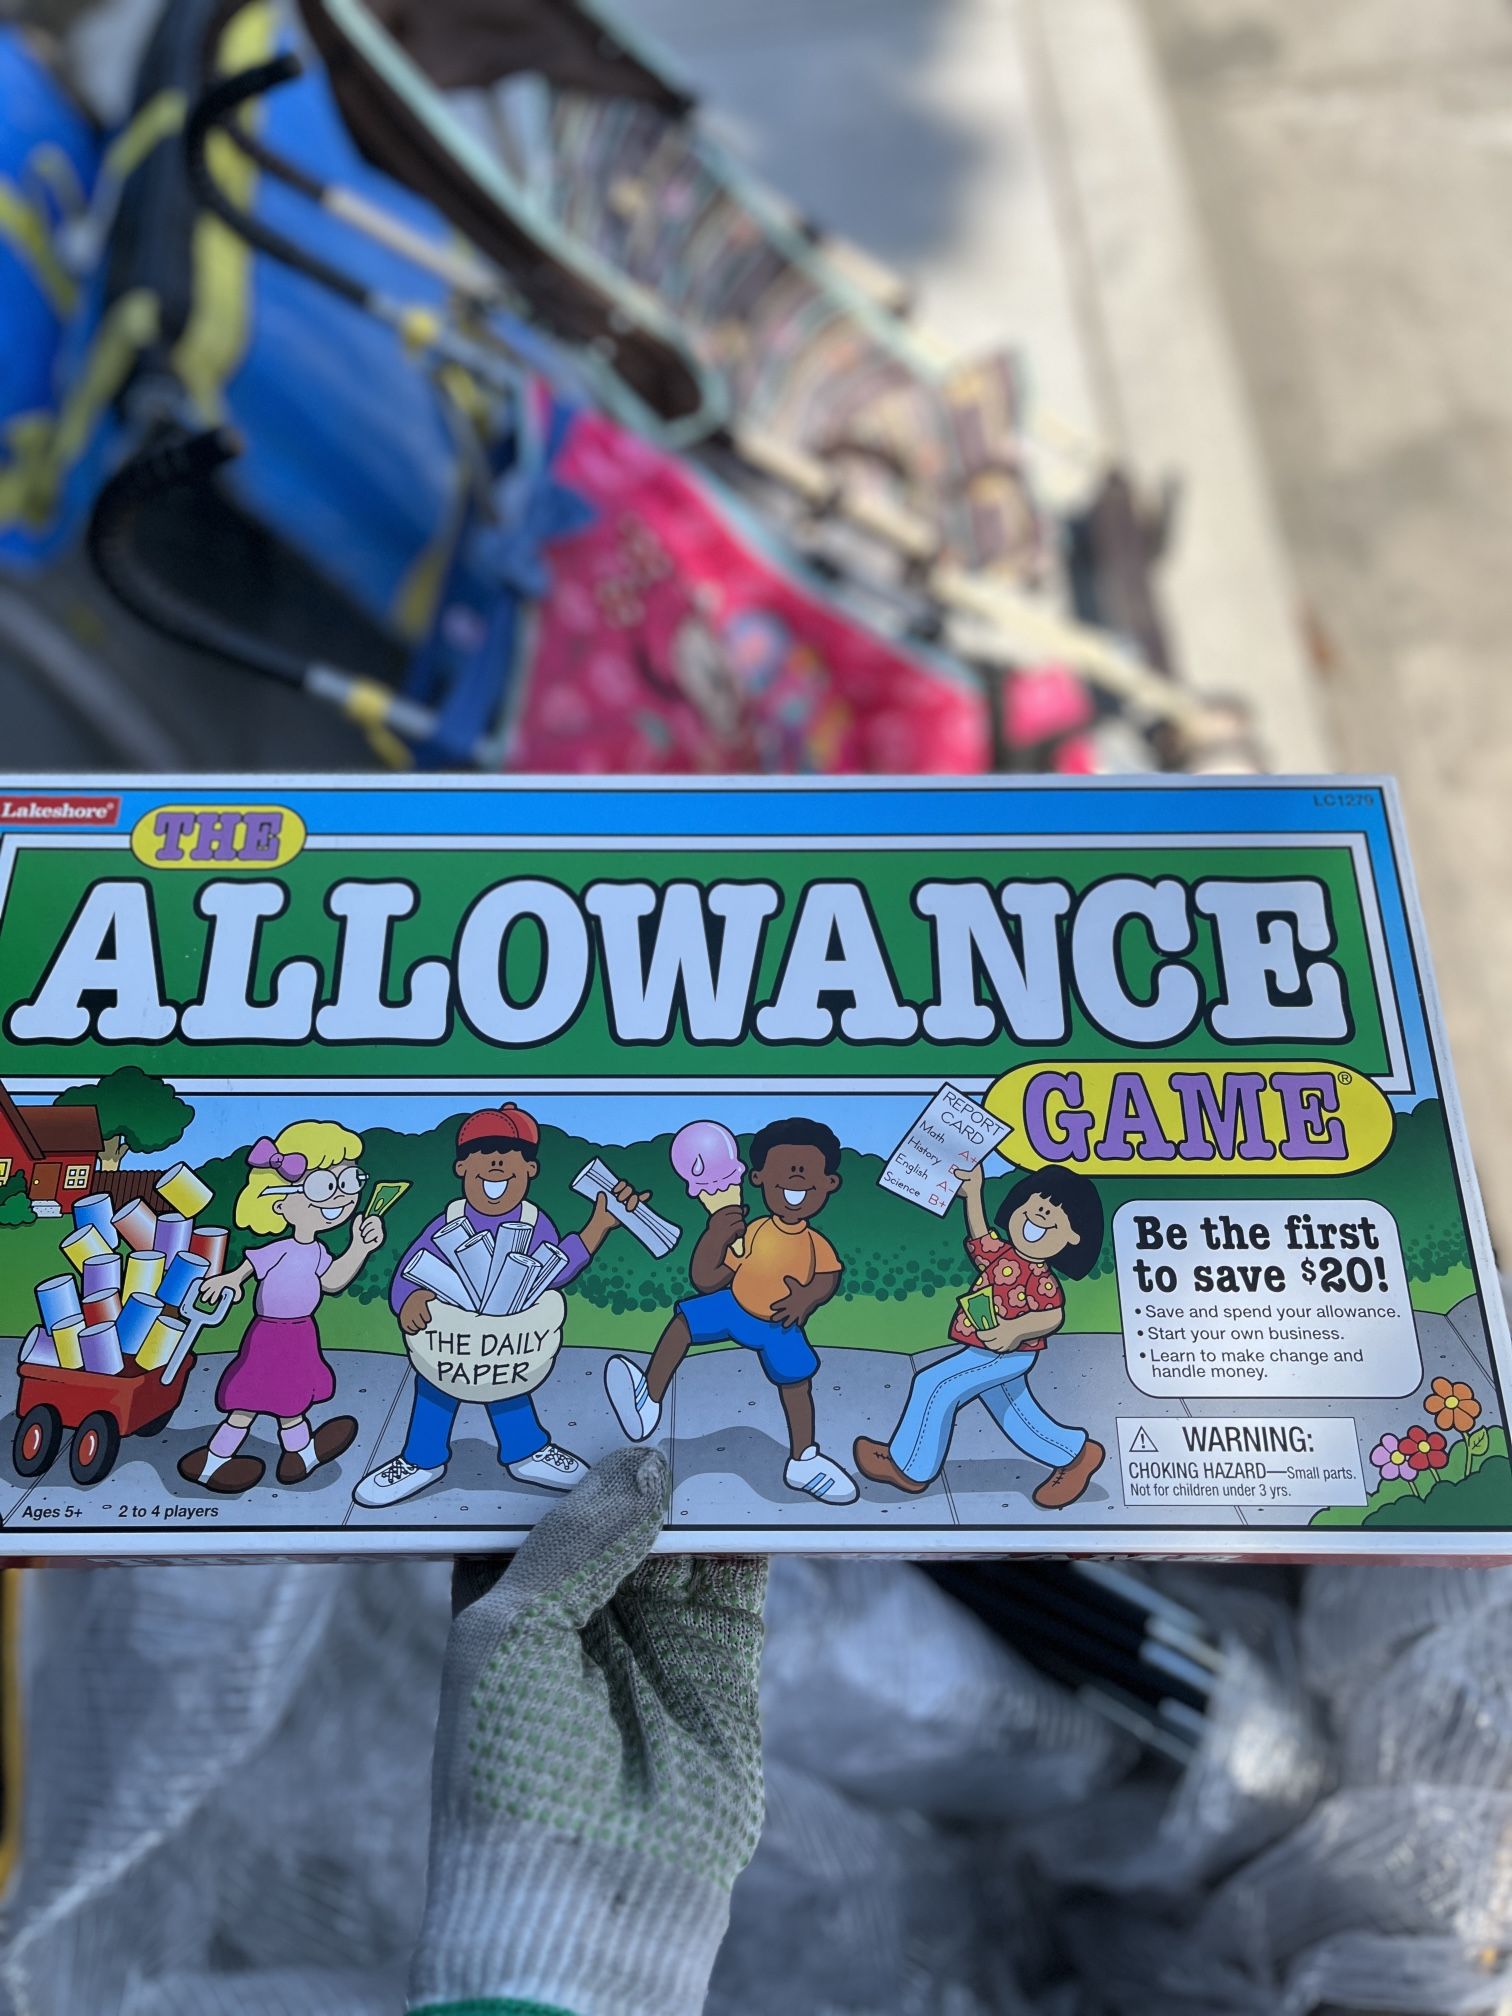 Lakeshore®
LC1279
THE
ALLOWANCE
GAME®
REPORT
CARD
Math A+
History
English A-
Science B+
THE DAILY
PAPER
Be the first
to save $20!
• Save and spend your allowance.
• Start your own business.
• Learn to make change and
handle money.
⚠ WARNING:
CHOKING HAZARD—Small parts.
Not for children under 3 yrs.
Ages 5+ 2 to 4 players